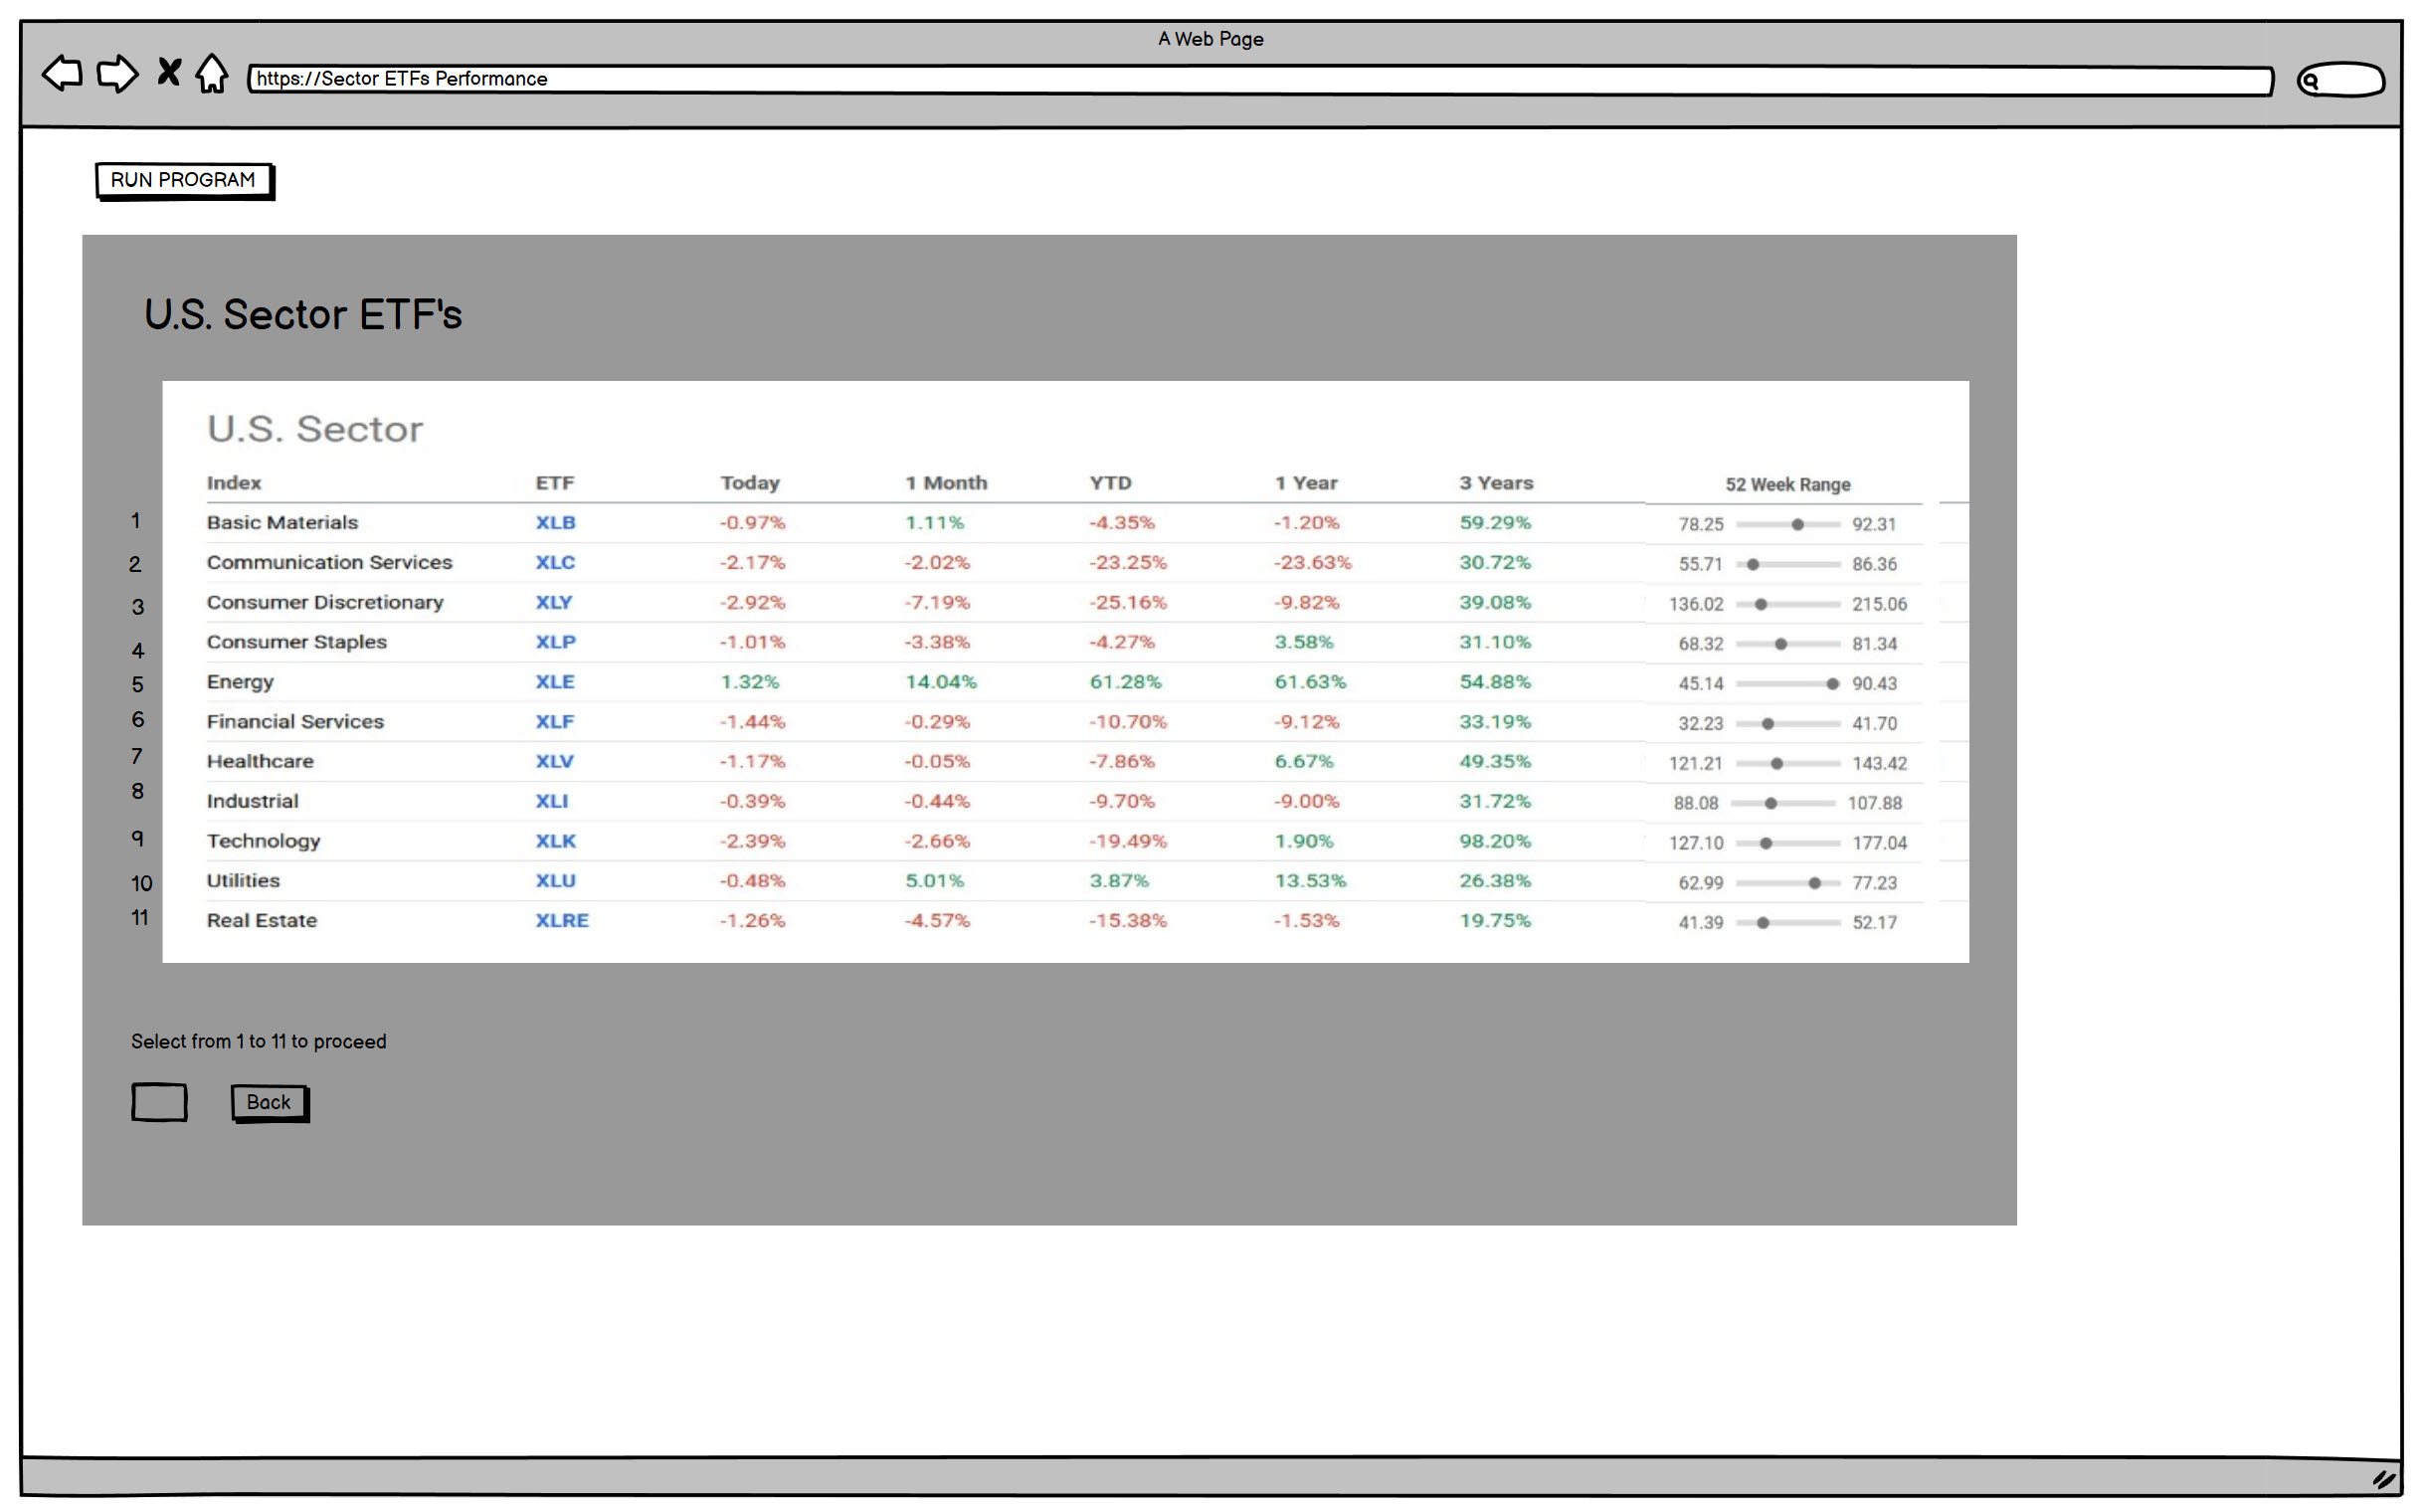 A Web Page
https://Sector ETFs Performance
RUN PROGRAM
U.S. Sector ETF's
U.S. Sector
Index ETF Today 1 Month YTD 1 Year 3 Years 52 Week Range
1 Basic Materials XLB -0.97% 1.11% -4.35% -1.20% 59.29% 78.25 92.31
2 Communication Services XLC -2.17% -2.02% -23.25% -23.63% 30.72% 55.71 86.36
3 Consumer Discretionary XLY -2.92% -7.19% -25.16% -9.82% 39.08% 136.02 215.06
4 Consumer Staples XLP -1.01% -3.38% -4.27% 3.58% 31.10% 68.32 81.34
5 Energy XLE 1.32% 14.04% 61.28% 61.63% 54.88% 45.14 90.43
6 Financial Services XLF -1.44% -0.29% -10.70% -9.12% 33.19% 32.23 41.70
7 Healthcare XLV -1.17% -0.05% -7.86% 6.67% 49.35% 121.21 143.42
8 Industrial XLI -0.39% -0.44% -9.70% -9.00% 31.72% 88.08 107.88
9 Technology XLK -2.39% -2.66% -19.49% 1.90% 98.20% 127.10 177.04
10 Utilities XLU -0.48% 5.01% 3.87% 13.53% 26.38% 62.99 77.23
11 Real Estate XLRE -1.26% -4.57% -15.38% -1.53% 19.75% 41.39 52.17
Select from 1 to 11 to proceed
Back